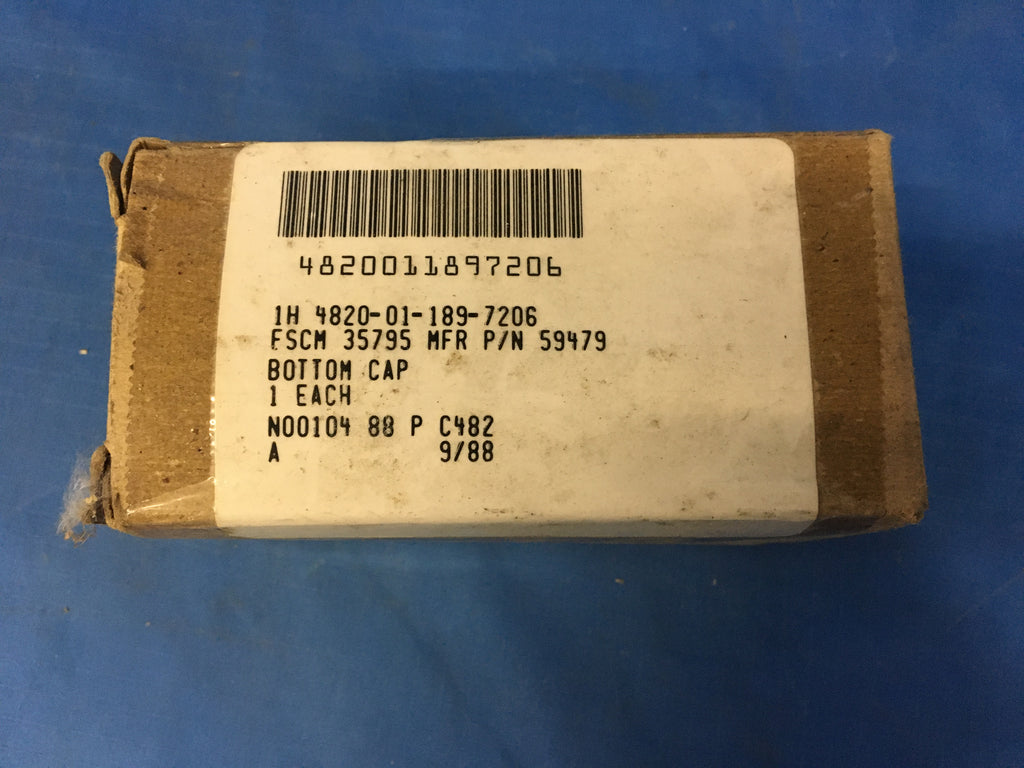 4820011897206
1H 4820-01-189-7206
FSCM 35795 MFR P/N 59479
BOTTOM CAP
1 EACH
N00104 88 P C482
A 9/88